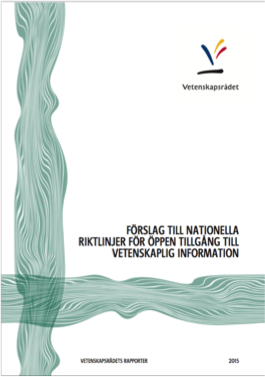 Vetenskapsrådet
FÖRSLAG TILL NATIONELLA
RIKTLINJER FÖR ÖPPEN TILLGÅNG TILL
VETENSKAPLIG INFORMATION
VETENSKAPSRÅDETS RAPPORTER 2015